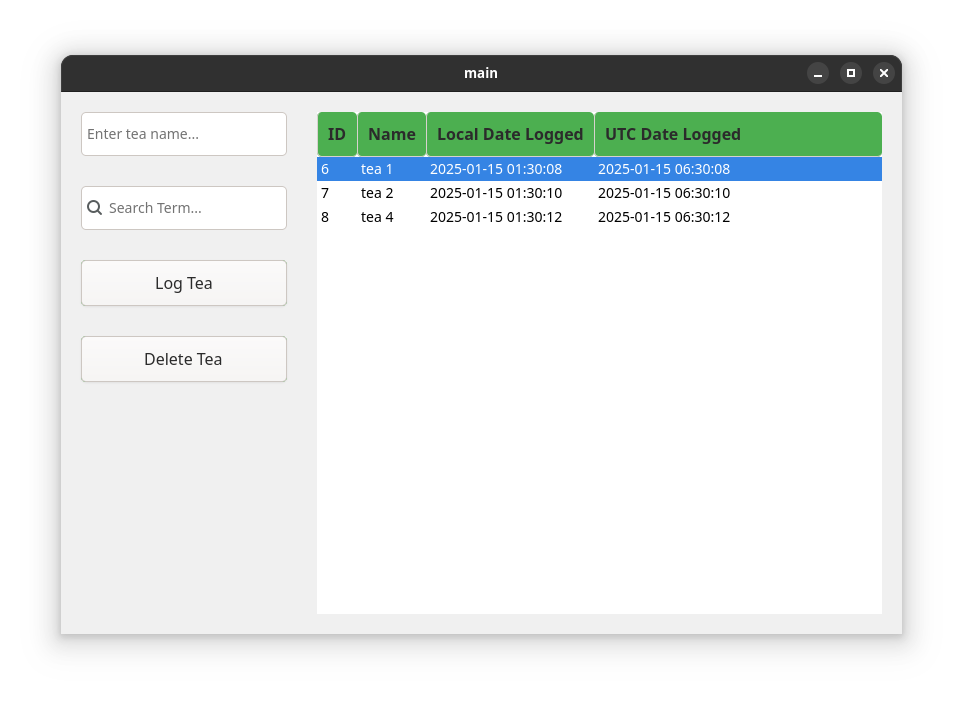 main
Enter tea name...
Search Term...
Log Tea
Delete Tea
ID Name Local Date Logged UTC Date Logged
6 tea 1 2025-01-15 01:30:08 2025-01-15 06:30:08
7 tea 2 2025-01-15 01:30:10 2025-01-15 06:30:10
8 tea 4 2025-01-15 01:30:12 2025-01-15 06:30:12